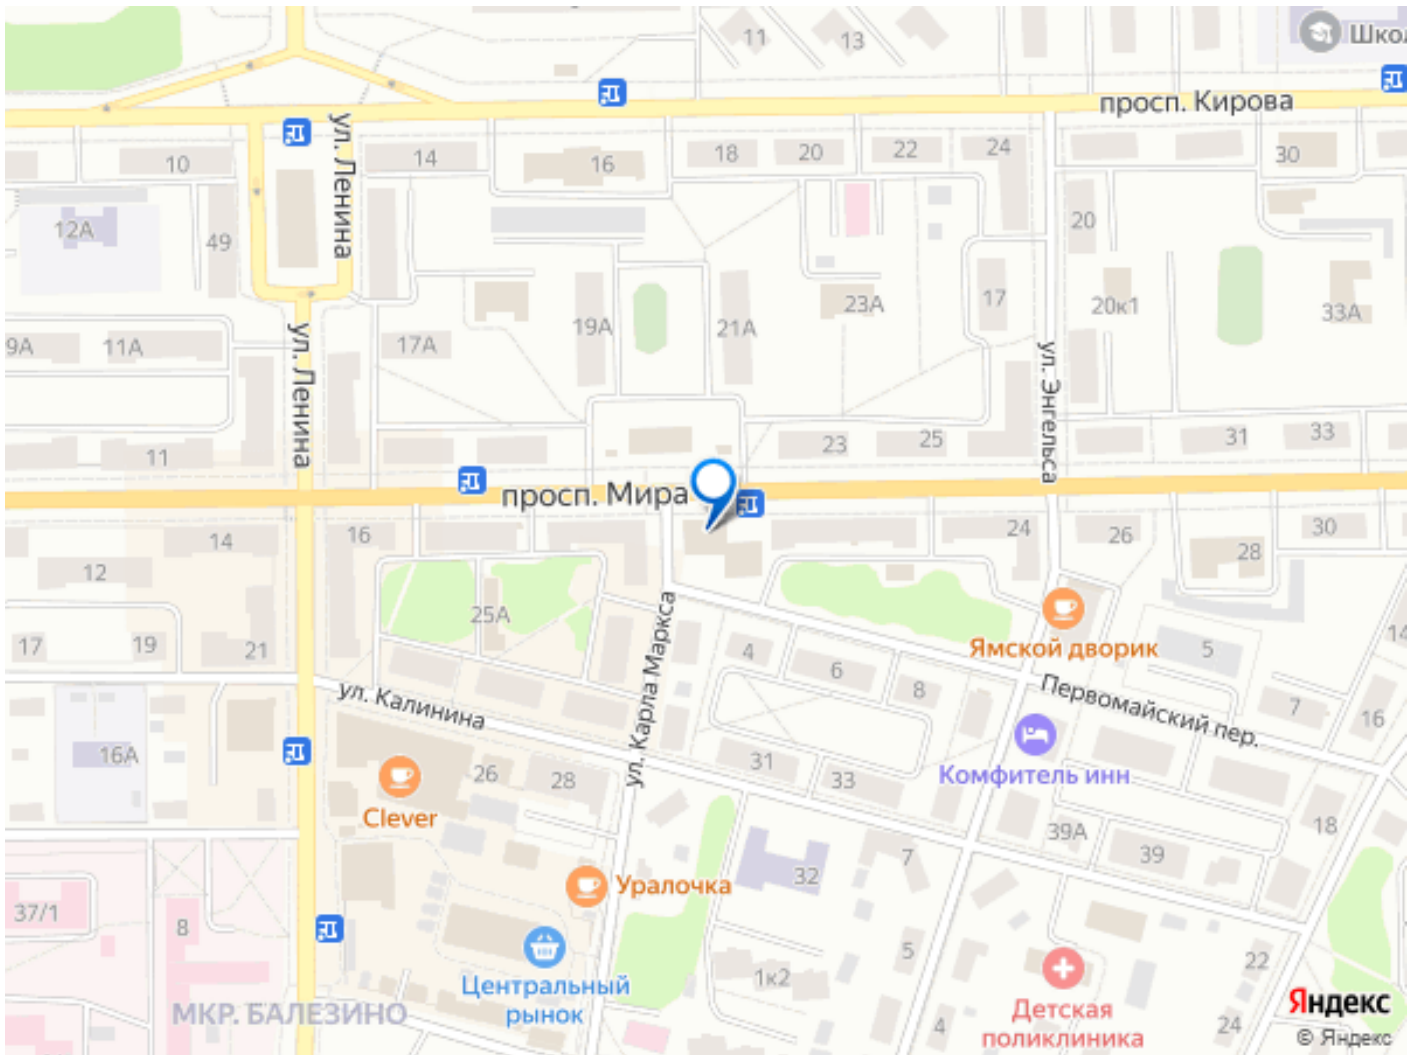 11
13
Школ
просп. Кирова
ул. Ленина
10
14
16
18
20
22
24
30
12А
49
20
19А
21А
23А
17
20к1
33А
9А
11А
17А
ул. Ленина
ул. Энгельса
11
23
25
31
33
просп. Мира
14
16
24
26
28
30
12
25А
17
19
21
ул. Карла Маркса
4
6
8
Ямской дворик
5
14
ул. Калинина
Первомайский пер.
7
16
16А
26
28
31
33
Комфитель инн
Clever
39А
39
18
7
32
Уралочка
37/1
8
5
1к2
22
Центральный
рынок
МКР. БАЛЕЗИНО
Детская
поликлиника
4
24
Яндекс
© Яндекс